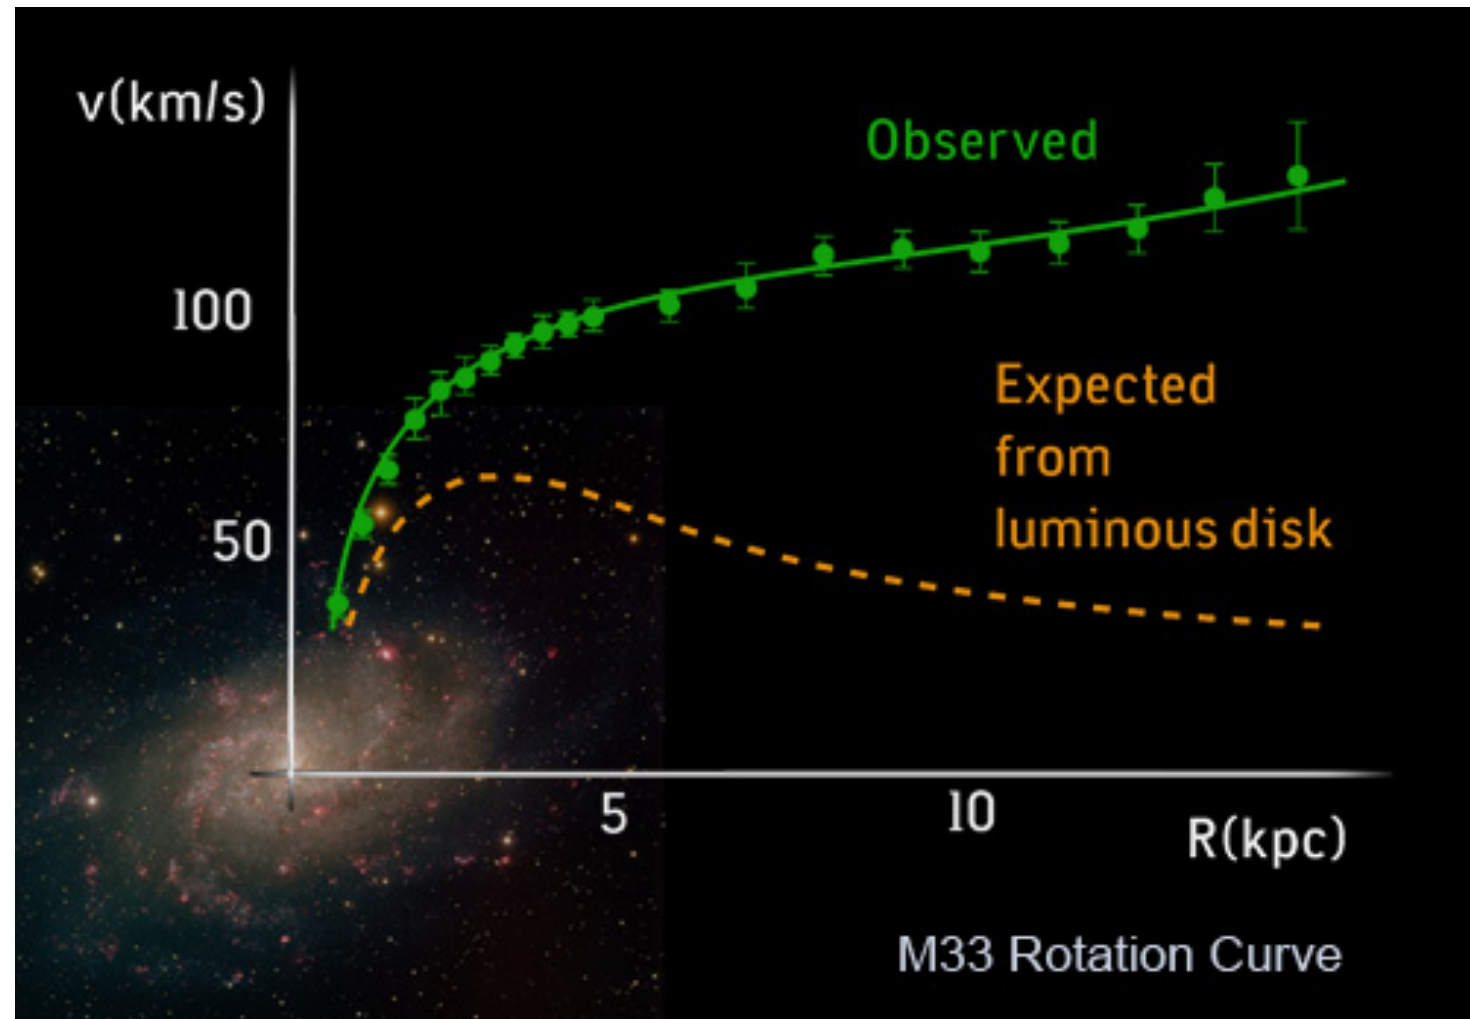 v(km/s)
Observed
100
Expected
from
luminous disk
50
5
10
R(kpc)
M33 Rotation Curve